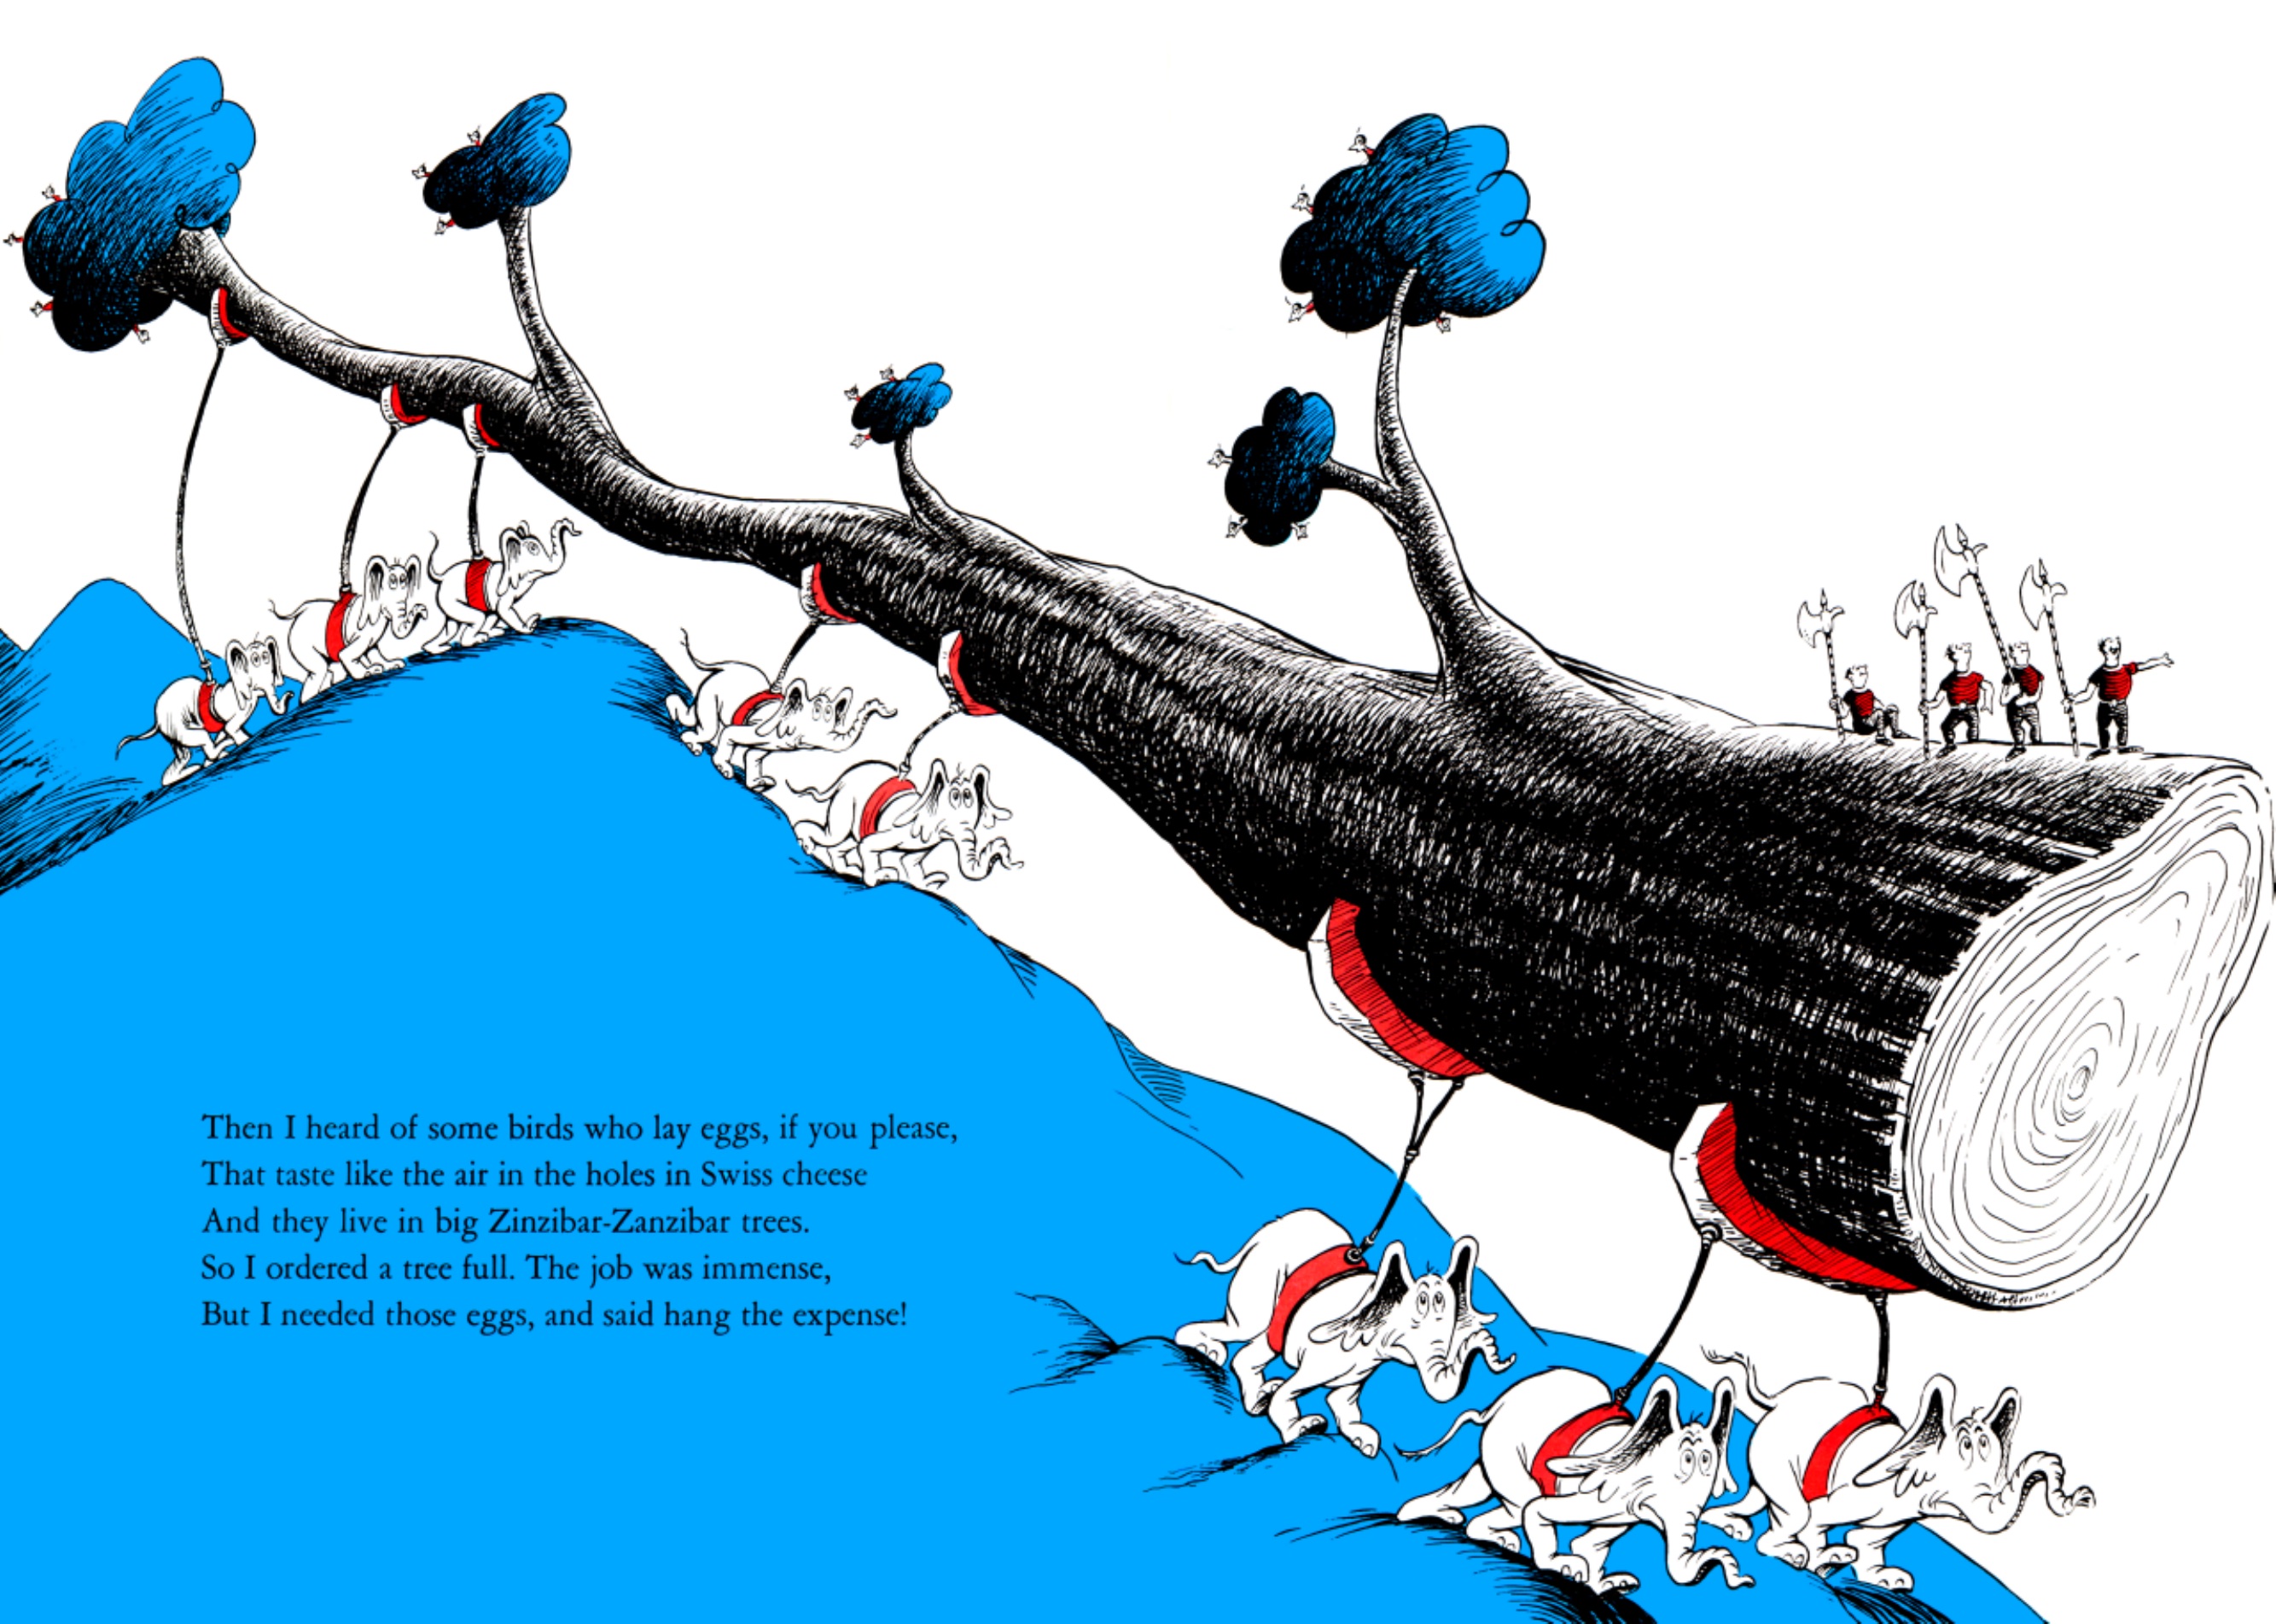 Then I heard of some birds who lay eggs, if you please,
That taste like the air in the holes in Swiss cheese
And they live in big Zinzibar-Zanzibar trees.
So I ordered a tree full. The job was immense,
But I needed those eggs, and said hang the expense!